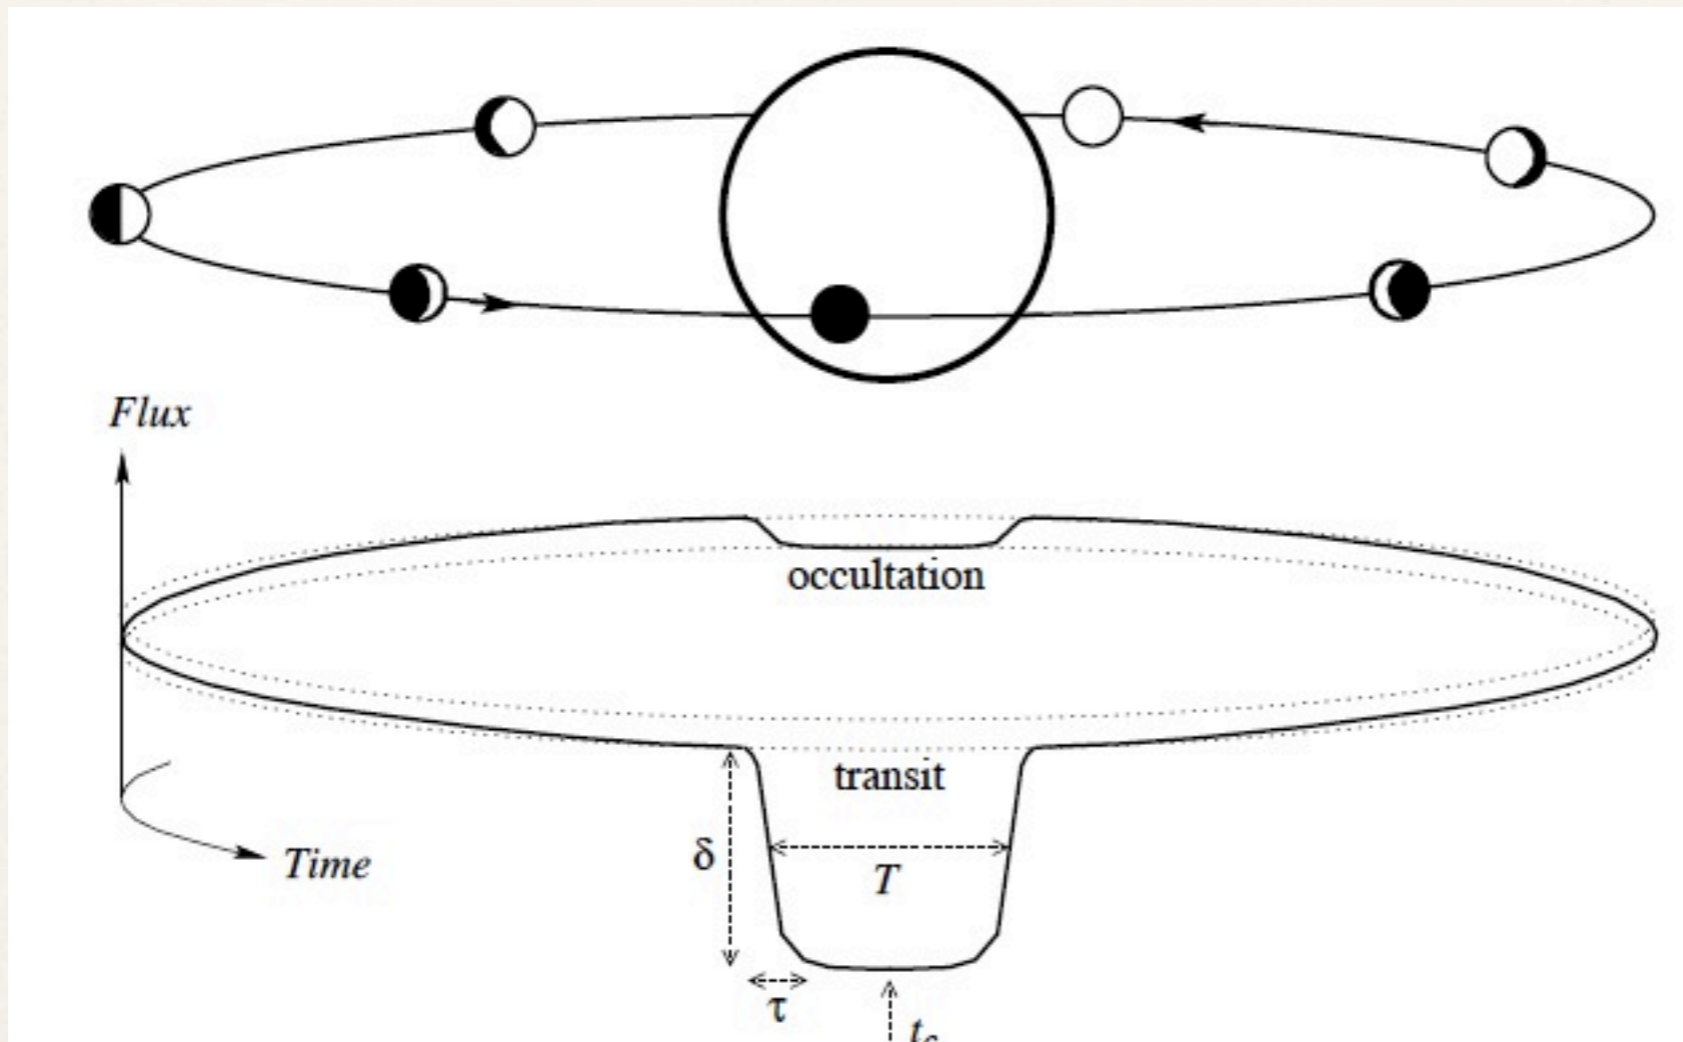 Flux
occultation
transit
δ
T
Time
τ
t